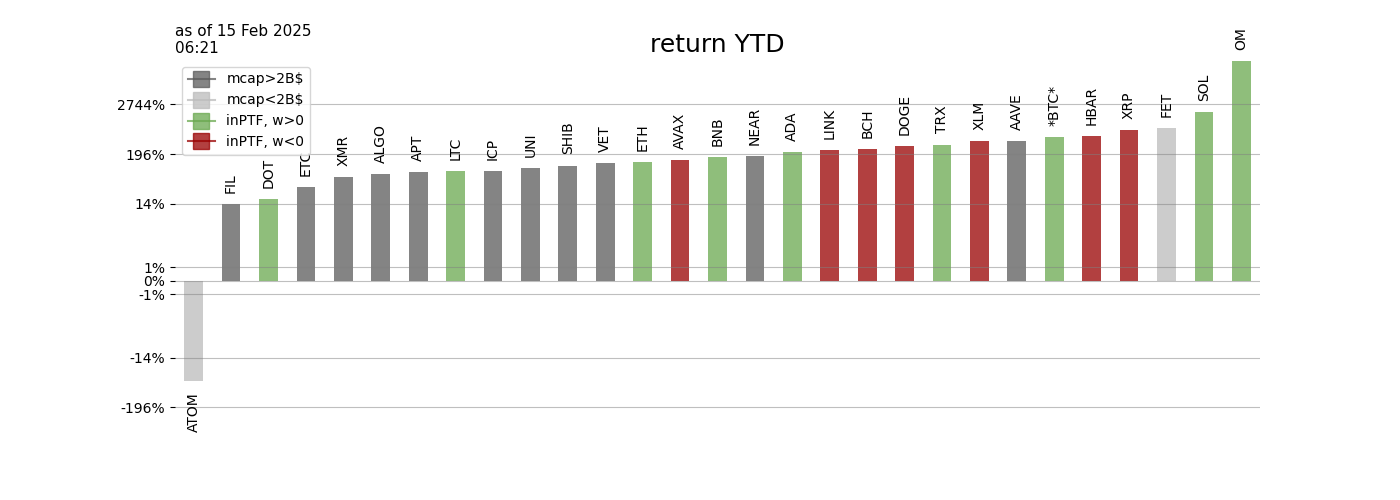 as of 15 Feb 2025
06:21
return YTD
mcap>2B$
mcap<2B$
inPTF, w>0
inPTF, w<0
2744%
196%
14%
1%
0%
-1%
-14%
-196%
ATOM
FIL
DOT
ETC
XMR
ALGO
APT
LTC
ICP
UNI
SHIB
VET
ETH
AVAX
BNB
NEAR
ADA
LINK
BCH
DOGE
TRX
XLM
AAVE
*BTC*
HBAR
XRP
FET
SOL
OM